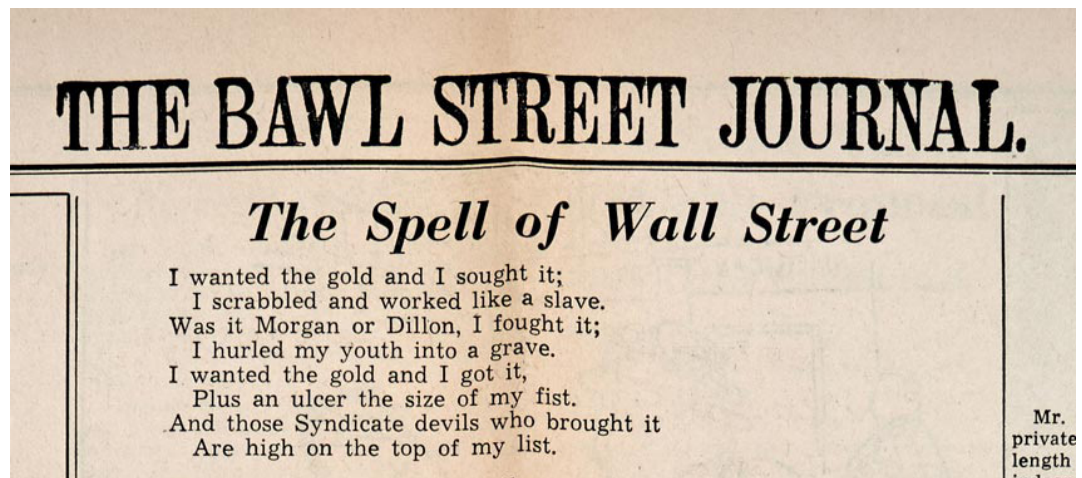 THE BAWL STREET JOURNAL.
The Spell of Wall Street
I wanted the gold and I sought it;
I scrabbled and worked like a slave.
Was it Morgan or Dillon, I fought it;
I hurled my youth into a grave.
I wanted the gold and I got it,
Plus an ulcer the size of my fist.
And those Syndicate devils who brought it
Are high on the top of my list.
Mr.
private
length